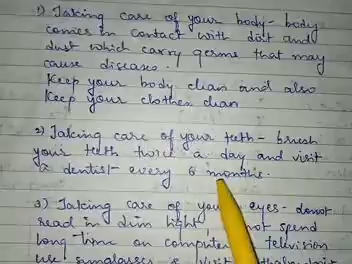 1) Taking care of your body - body
comes in contact with dirt and
dust which carry germs that may
cause diseases.
Keep your body clean and also
Keep your clothes clean
2) Taking care of your teeth - brush
your teeth twice a day and visit
a dentist every 6 months.
3) Taking care of your eyes - donot
read in dim light not spend
long time on computer television
use sunglasses visit